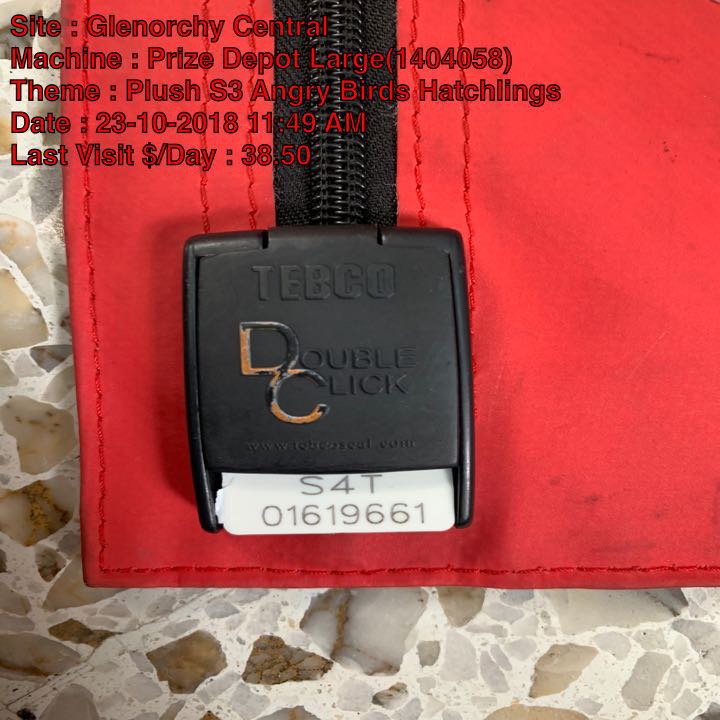 Site : Glenorchy Central
Machine : Prize Depot Large(1404058)
Theme : Plush S3 Angry Birds Hatchlings
Date : 23-10-2018 11:49 AM
Last Visit $/Day : 38.50
TEBCO
DOUBLE
CLICK
www.tebcoseal.com
S4T
01619661